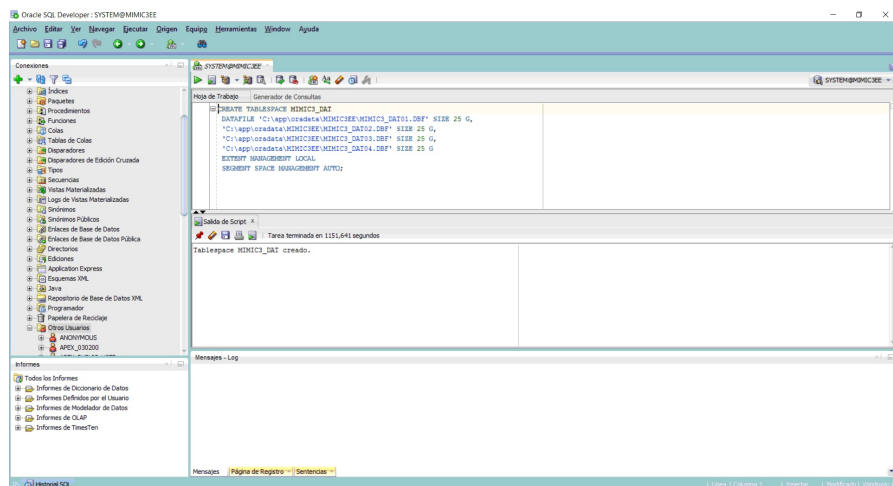 Oracle SQL Developer : SYSTEM@MIMIC3EE
Archivo Editar Ver Navegar Ejecutar Origen Equipo Herramientas Window Ayuda
Conexiones
SYSTEM@MIMIC3EE
SYSTEM@MIMIC3EE
Hoja de Trabajo Generador de Consultas
Índices
Paquetes
Procedimientos
Funciones
Colas
Tablas de Colas
Disparadores
Disparadores de Edición Cruzada
Tipos
Secuencias
Vistas Materializadas
Logs de Vistas Materializadas
Sinónimos
Sinónimos Públicos
Enlaces de Base de Datos
Enlaces de Base de Datos Pública
Directorios
Ediciones
Application Express
Esquemas XML
Java
Repositorio de Base de Datos XML
Programador
Papelera de Reciclaje
Otros Usuarios
ANONYMOUS
APEX_030200
CREATE TABLESPACE MIMIC3_DAT
DATAFILE 'C:\app\oradata\MIMIC3EE\MIMIC3_DAT01.DBF' SIZE 25 G,
'C:\app\oradata\MIMIC3EE\MIMIC3_DAT02.DBF' SIZE 25 G,
'C:\app\oradata\MIMIC3EE\MIMIC3_DAT03.DBF' SIZE 25 G,
'C:\app\oradata\MIMIC3EE\MIMIC3_DAT04.DBF' SIZE 25 G
EXTENT MANAGEMENT LOCAL
SEGMENT SPACE MANAGEMENT AUTO;
Salida de Script
Tarea terminada en 1151,641 segundos
Tablespace MIMIC3_DAT creado.
Informes
Todos los Informes
Informes de Diccionario de Datos
Informes Definidos por el Usuario
Informes de Modelador de Datos
Informes de OLAP
Informes de TimesTen
Mensajes - Log
Mensajes Página de Registro Sentencias
Historial SQL